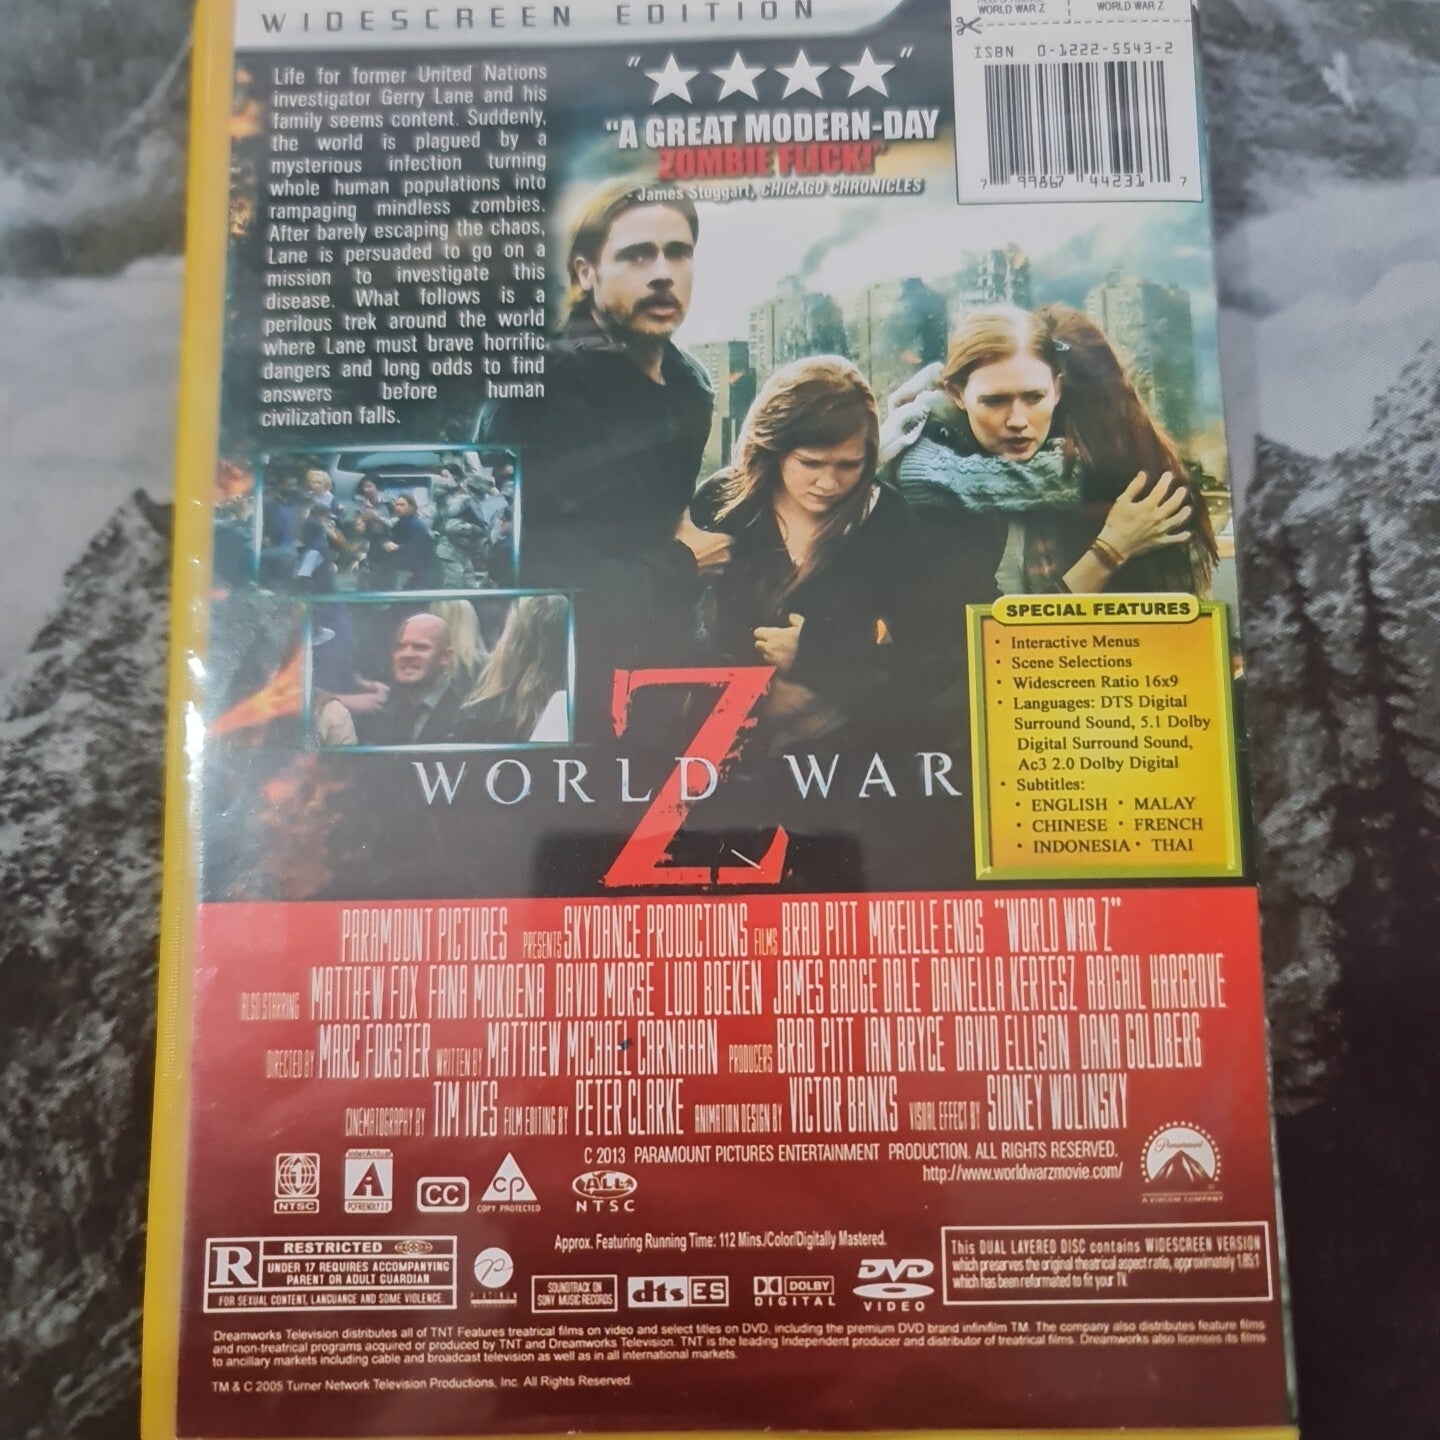 WIDESCREEN EDITION
WORLD WAR Z
WORLD WAR Z
ISBN 0-1222-5543-2
7 99867 44231 7
Life for former United Nations
investigator Gerry Lane and his
family seems content. Suddenly,
the world is plagued by a
mysterious infection turning
whole human populations into
rampaging mindless zombies.
After barely escaping the chaos,
Lane is persuaded to go on a
mission to investigate this
disease. What follows is a
perilous trek around the world
where Lane must brave horrific
dangers and long odds to find
answers before human
civilization falls.
"A GREAT MODERN-DAY
ZOMBIE FLICK!"
- James Stuggart, CHICAGO CHRONICLES
SPECIAL FEATURES
• Interactive Menus
• Scene Selections
• Widescreen Ratio 16x9
• Languages: DTS Digital
Surround Sound, 5.1 Dolby
Digital Surround Sound,
Ac3 2.0 Dolby Digital
• Subtitles:
• ENGLISH • MALAY
• CHINESE • FRENCH
• INDONESIA • THAI
WORLD WAR Z
PARAMOUNT PICTURES PRESENTS SKYDANCE PRODUCTIONS FILMS BRAD PITT MIREILLE ENOS "WORLD WAR Z"
ALSO STARRING MATTHEW FOX FANA MOKOENA DAVID MORSE LUDI BOEKEN JAMES BADGE DALE DANIELLA KERTESZ ABIGAIL HARGROVE
DIRECTED BY MARC FORSTER WRITTEN BY MATTHEW MICHAEL CARNAHAN PRODUCERS BRAD PITT IAN BRYCE DAVID ELLISON DANA GOLDBERG
CINEMATOGRAPHY BY TIM IVES FILM EDITING BY PETER CLARKE ANIMATION DESIGN BY VICTOR BANKS VISUAL EFFECT BY SIDNEY WOLINSKY
C 2013 PARAMOUNT PICTURES ENTERTAINMENT PRODUCTION. ALL RIGHTS RESERVED.
http://www.worldwarzmovie.com/
Paramount
A VIACOM COMPANY
1
NTSC
InterActual
i
PCFRIENDLY 2.0
CC
CP
COPY PROTECTED
ALL
NTSC
Approx. Featuring Running Time: 112 Mins./Color/Digitally Mastered.
R RESTRICTED
UNDER 17 REQUIRES ACCOMPANYING
PARENT OR ADULT GUARDIAN
FOR SEXUAL CONTENT, LANGUAGE AND SOME VIOLENCE.
PLATINUM
SOUNDTRACK ON
SONY MUSIC RECORDS
dts ES
DOLBY
DIGITAL
DVD
VIDEO
This DUAL LAYERED DISC contains WIDESCREEN VERSION
which preserves the original theatrical aspect ratio, approximately 1.85:1
which has been reformated to fit your TV.
Dreamworks Television distributes all of TNT Features treatrical films on video and select titles on DVD, including the premium DVD brand infinifilm TM. The company also distributes feature films
and non-treatrical programs acquired or produced by TNT and Dreamworks Television. TNT is the leading Independent producer and distributor of treatrical films. Dreamworks also licenses its films
to ancillary markets including cable and broadcast television as well as in all international markets.
TM & C 2005 Turner Network Television Productions, Inc. All Rights Reserved.